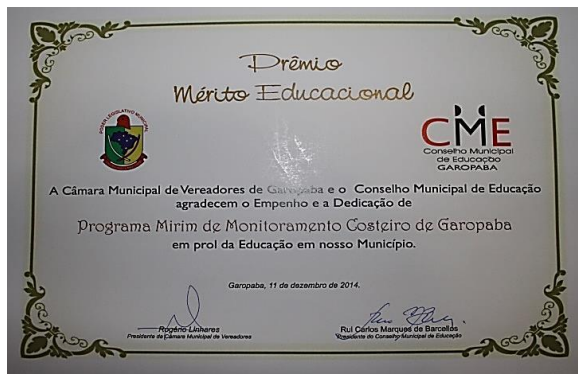 Prêmio
Mérito Educacional
PODER LEGISLATIVO MUNICIPAL
CME
Conselho Municipal
de Educação
GAROPABA
A Câmara Municipal de Vereadores de Garopaba e o Conselho Municipal de Educação
agradecem o Empenho e a Dedicação de
Programa Mirim de Monitoramento Costeiro de Garopaba
em prol da Educação em nosso Município.
Garopaba, 11 de dezembro de 2014.
Rogério Linhares
Presidente da Câmara Municipal de Vereadores
Rui Carlos Marques de Barcellos
Presidente do Conselho Municipal de Educação